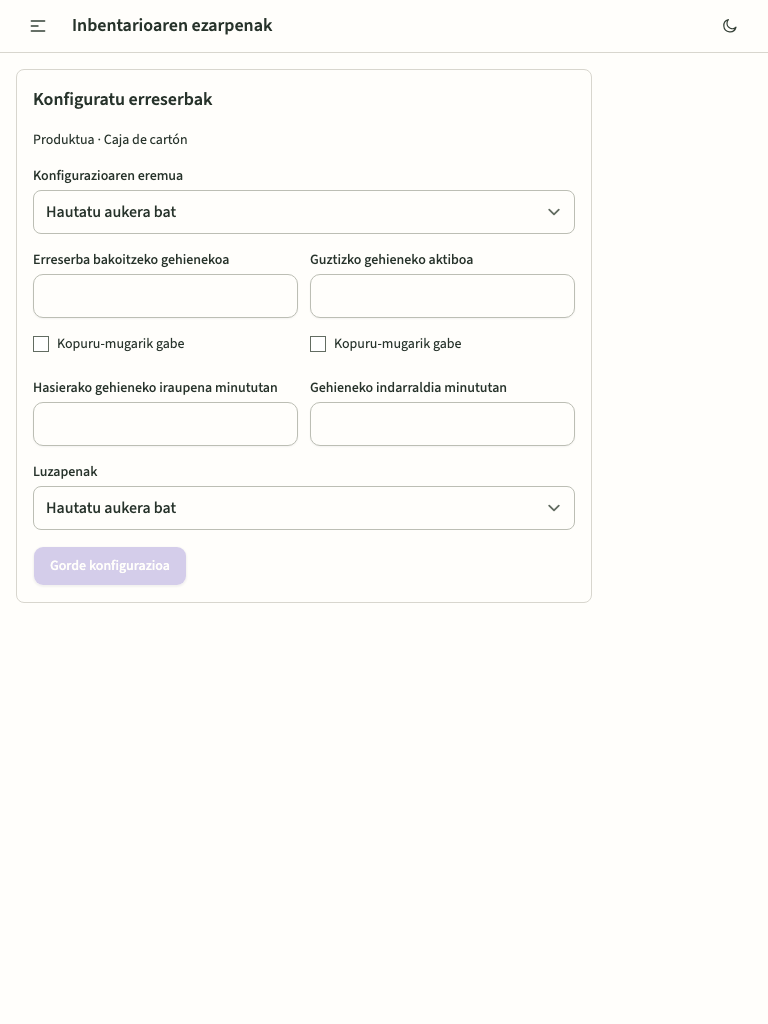 Inbentarioaren ezarpenak
Konfiguratu erreserbak
Produktua · Caja de cartón
Konfigurazioaren eremua
Hautatu aukera bat
Erreserba bakoitzeko gehienekoa
Guztizko gehieneko aktiboa
Kopuru-mugarik gabe
Kopuru-mugarik gabe
Hasierako gehieneko iraupena minututan
Gehieneko indarraldia minututan
Luzapenak
Hautatu aukera bat
Gorde konfigurazioa